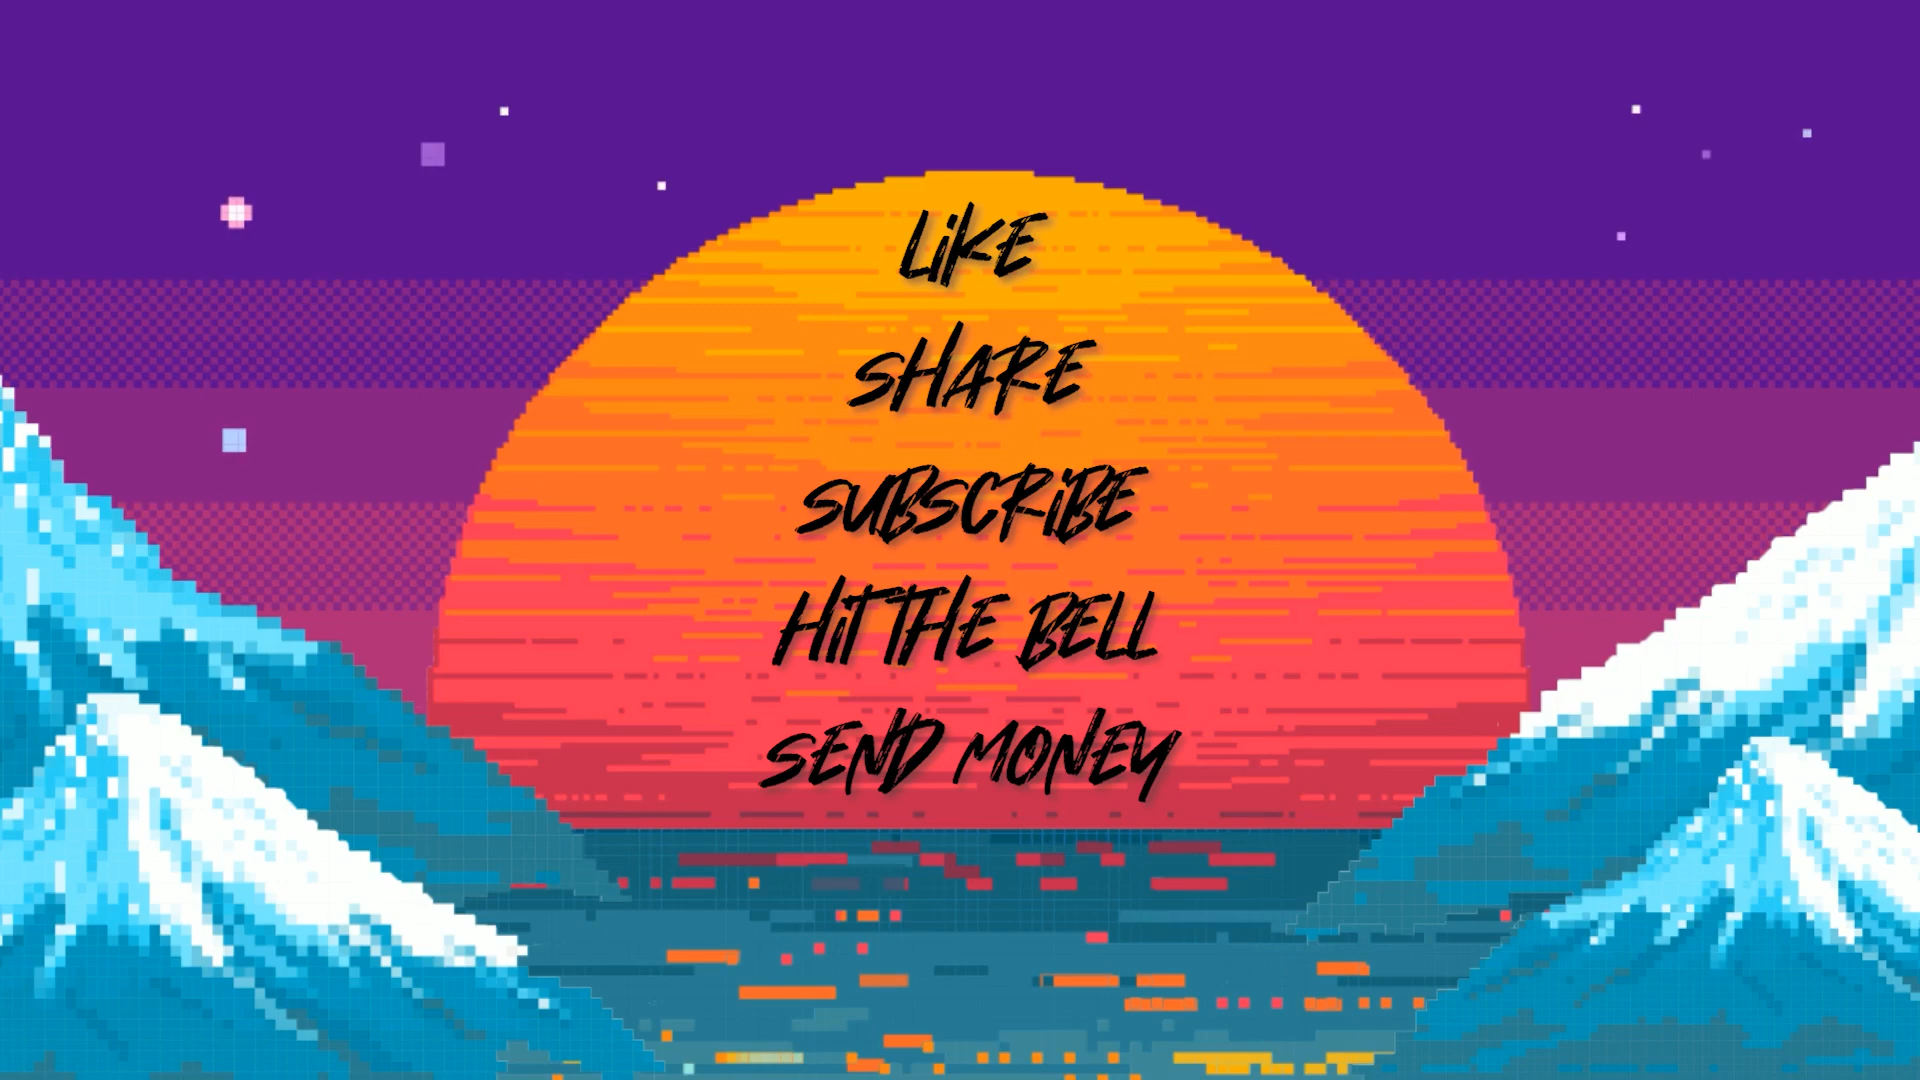 LIKE
SHARE
SUBSCRIBE
HIT THE BELL
SEND MONEY